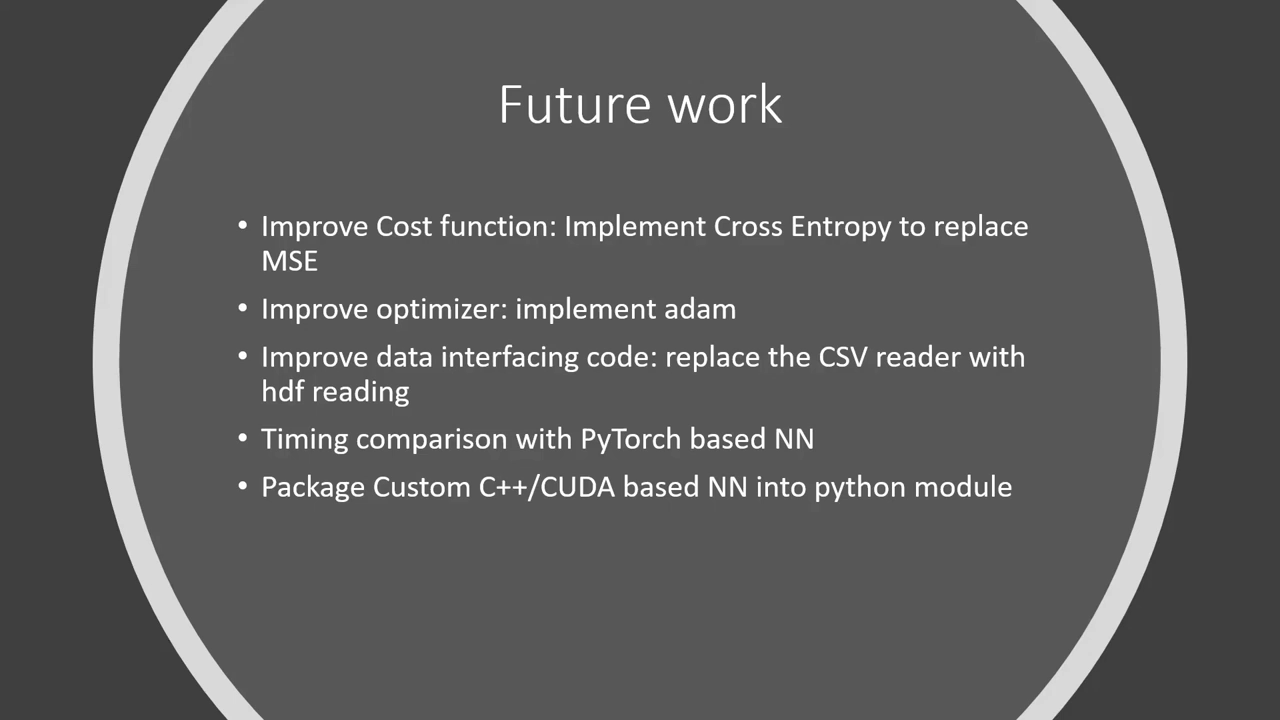 Future work
• Improve Cost function: Implement Cross Entropy to replace
MSE
• Improve optimizer: implement adam
• Improve data interfacing code: replace the CSV reader with
hdf reading
• Timing comparison with PyTorch based NN
• Package Custom C++/CUDA based NN into python module